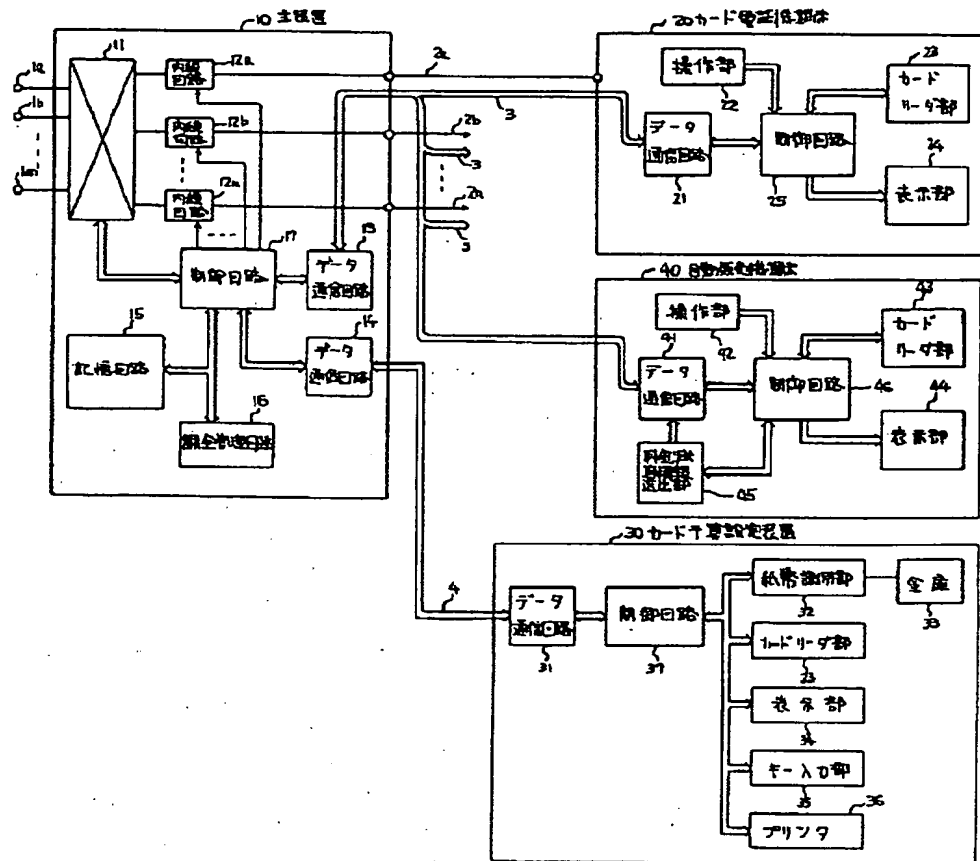 10 主装置
11
1a
1b
1n
内線
回路
12a
内線
回路
12b
内線
回路
12n
2a
2b
2n
3
3
3
17
制御回路
13
データ
通信回路
14
データ
通信回路
15
記憶回路
16
4
20 カード電話
操作部
22
23
カード
リーダ部
データ
通信回路
21
制御回路
25
24
表示部
40
操作部
42
43
カード
リーダ部
41
データ
通信回路
制御回路
46
44
表示部
45
30 カード予算設定装置
データ
通信回路
31
制御回路
37
紙幣識別部
32
金庫
33
カードリーダ部
23
表示部
34
キー入力部
35
プリンタ
36